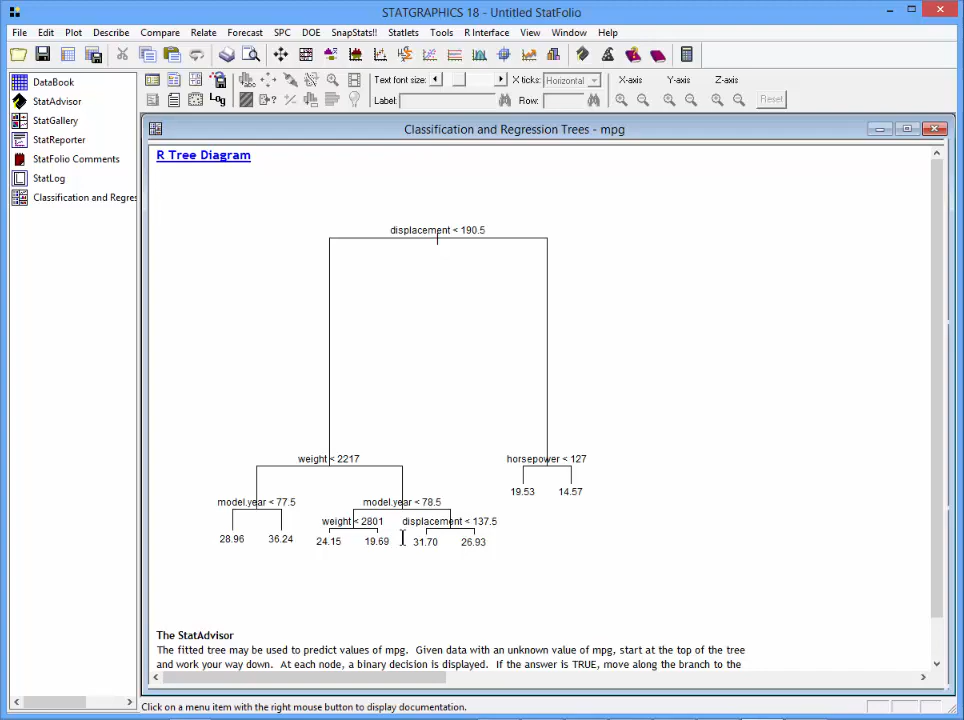 STATGRAPHICS 18 - Untitled StatFolio
File Edit Plot Describe Compare Relate Forecast SPC DOE SnapStats!! Statlets Tools R Interface View Window Help
Text font size: X ticks: Horizontal X-axis Y-axis Z-axis
Log Label: Row: Reset
DataBook
StatAdvisor
StatGallery
StatReporter
StatFolio Comments
StatLog
Classification and Regres
Classification and Regression Trees - mpg
R Tree Diagram
displacement < 190.5
weight < 2217
horsepower < 127
19.53 14.57
model.year < 77.5
model.year < 78.5
weight < 2801
displacement < 137.5
28.96 36.24
24.15 19.69 31.70 26.93
The StatAdvisor
The fitted tree may be used to predict values of mpg. Given data with an unknown value of mpg, start at the top of the tree
and work your way down. At each node, a binary decision is displayed. If the answer is TRUE, move along the branch to the
Click on a menu item with the right mouse button to display documentation.